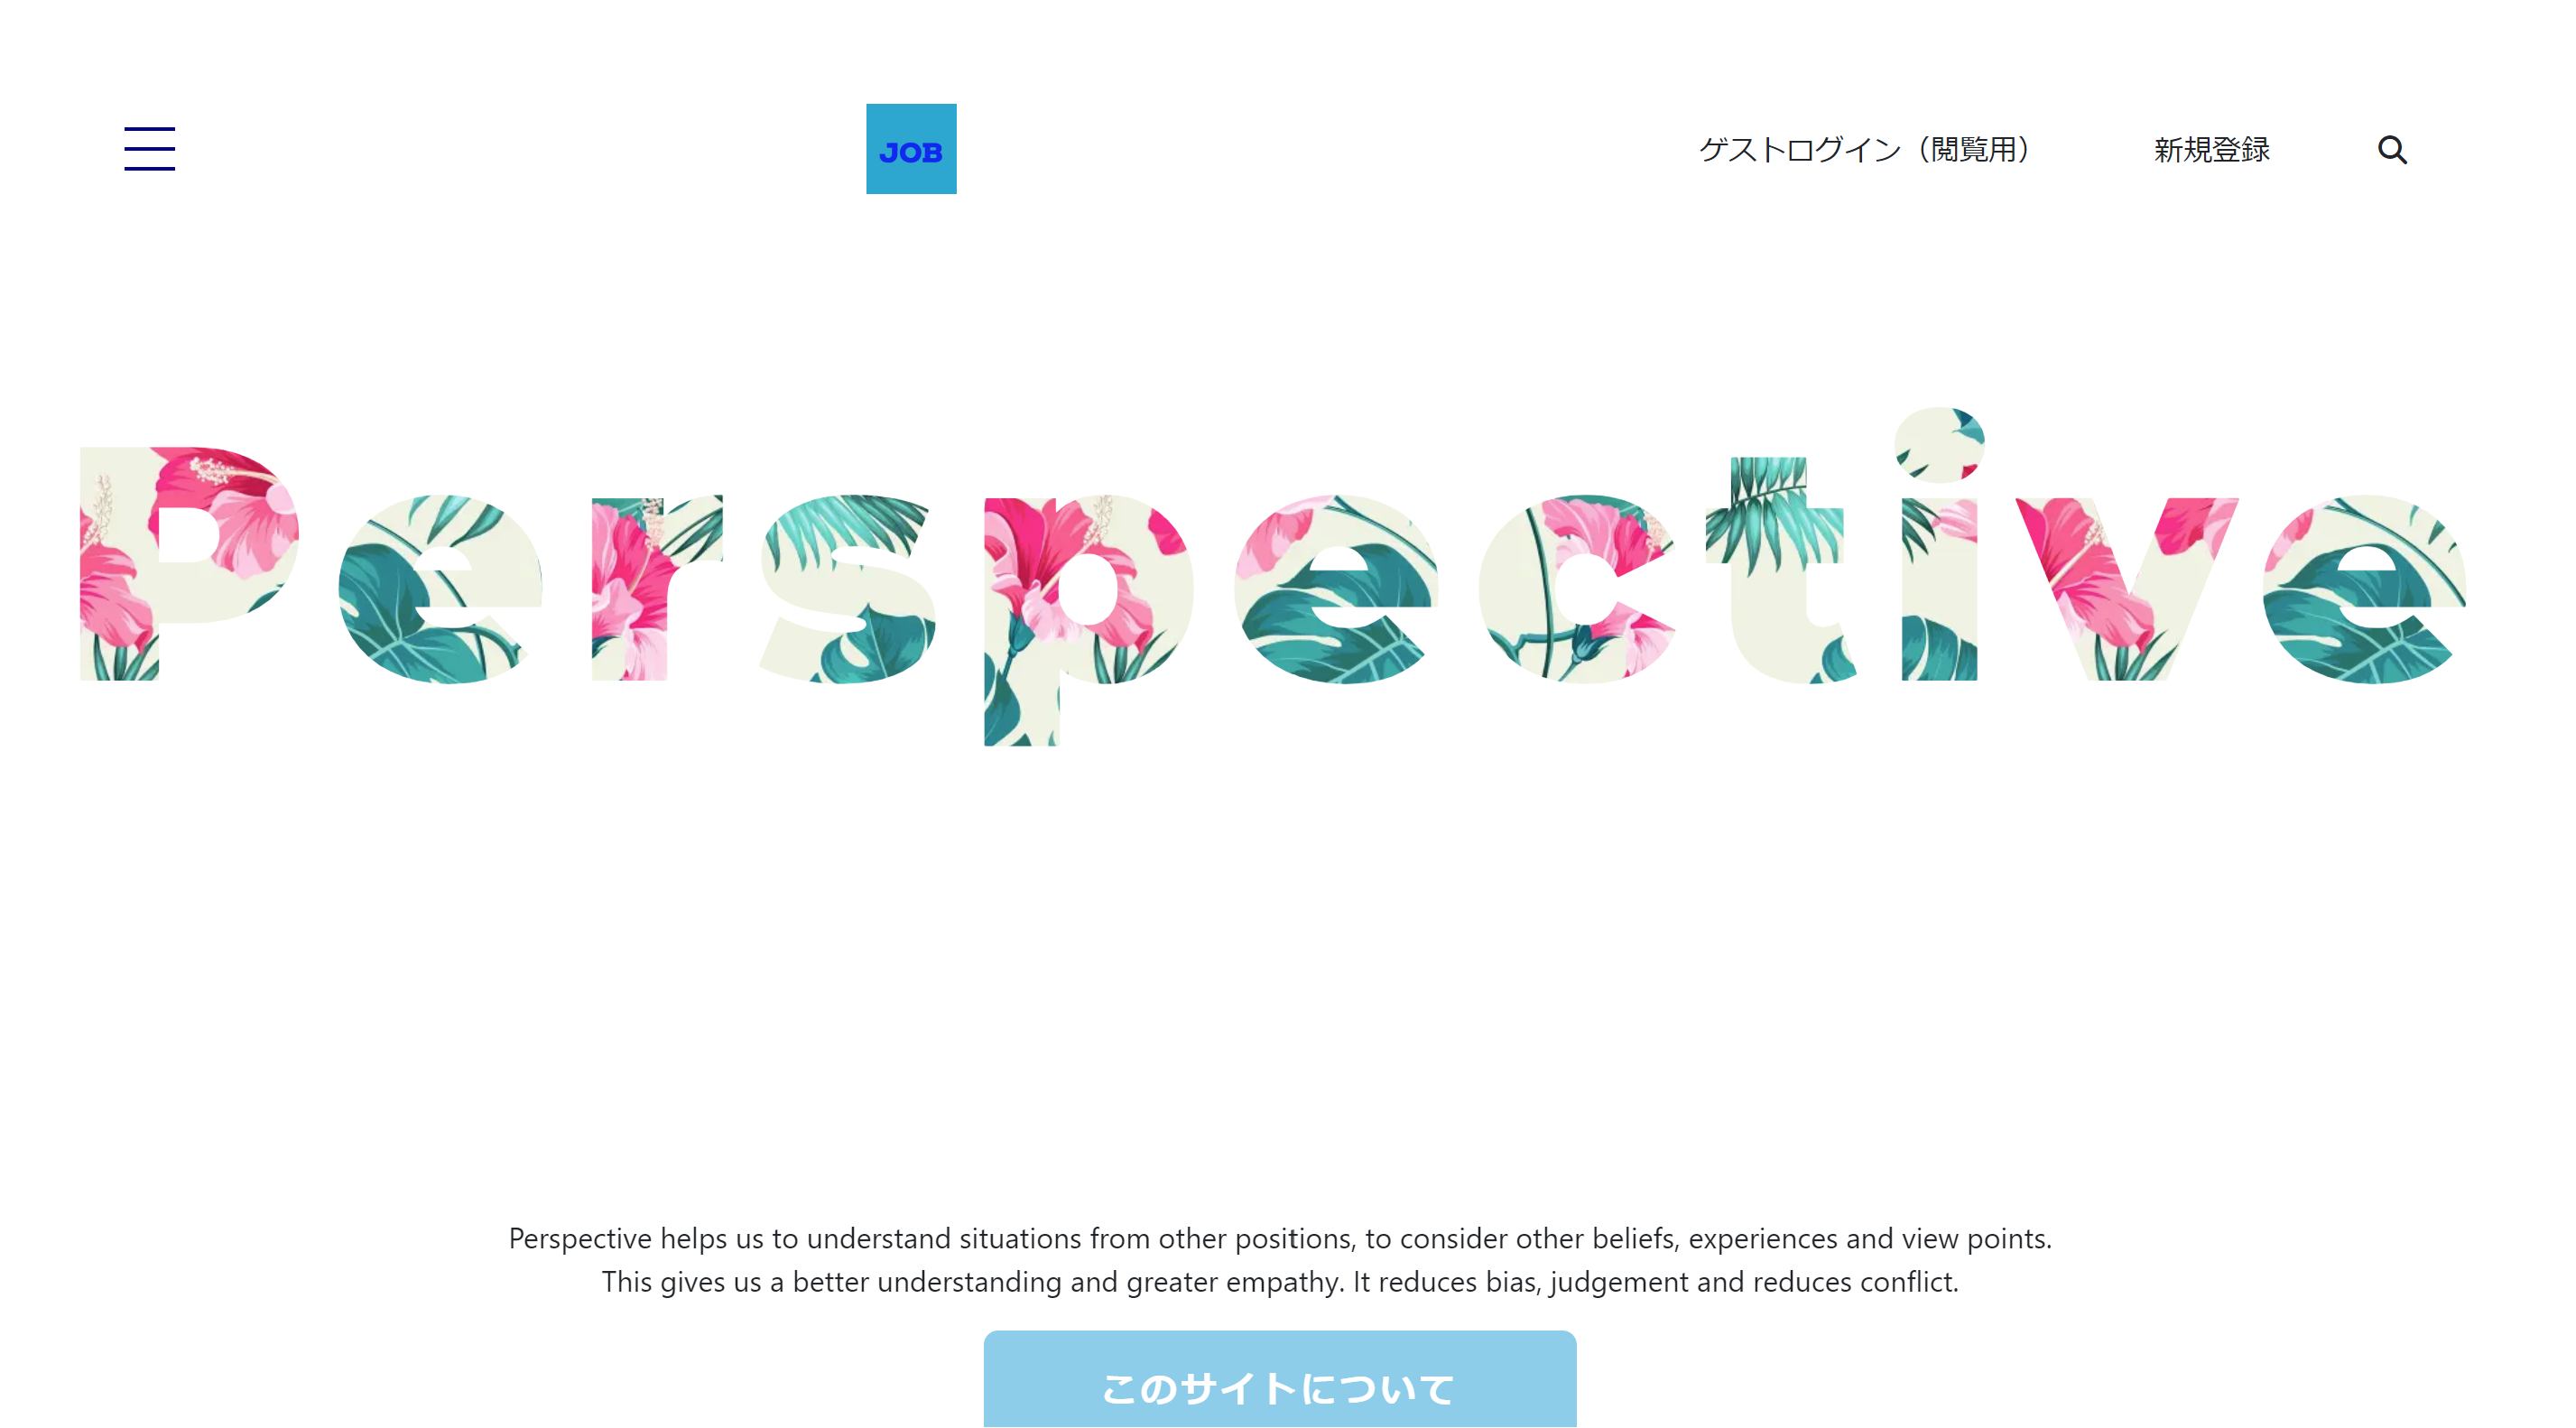 JOB
ゲストログイン（閲覧用）
新規登録
Perspective
Perspective helps us to understand situations from other positions, to consider other beliefs, experiences and view points.
This gives us a better understanding and greater empathy. It reduces bias, judgement and reduces conflict.
このサイトについて